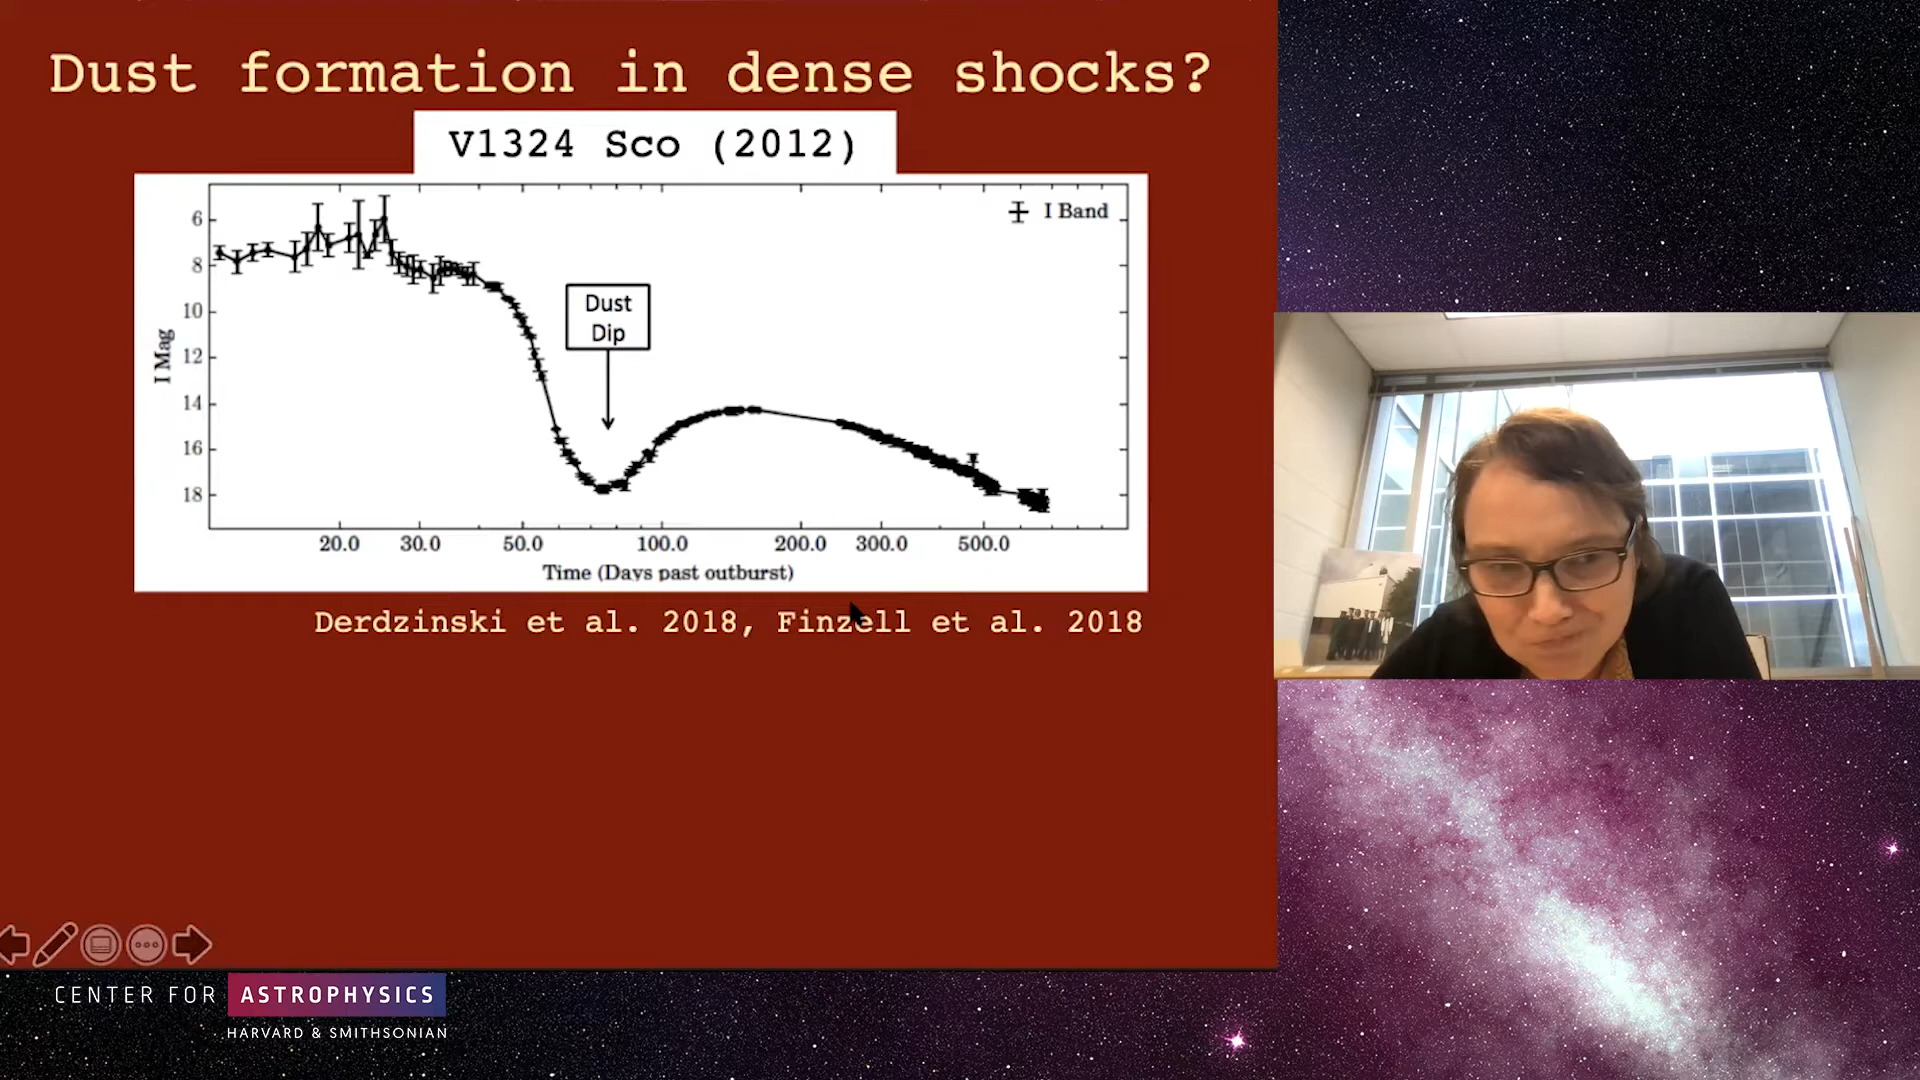 Dust formation in dense shocks?
V1324 Sco (2012)
I Band
6
8
10
12
14
16
18
I Mag
Dust
Dip
20.0 30.0 50.0 100.0 200.0 300.0 500.0
Time (Days past outburst)
Derdzinski et al. 2018, Finzell et al. 2018
CENTER FOR ASTROPHYSICS
HARVARD & SMITHSONIAN